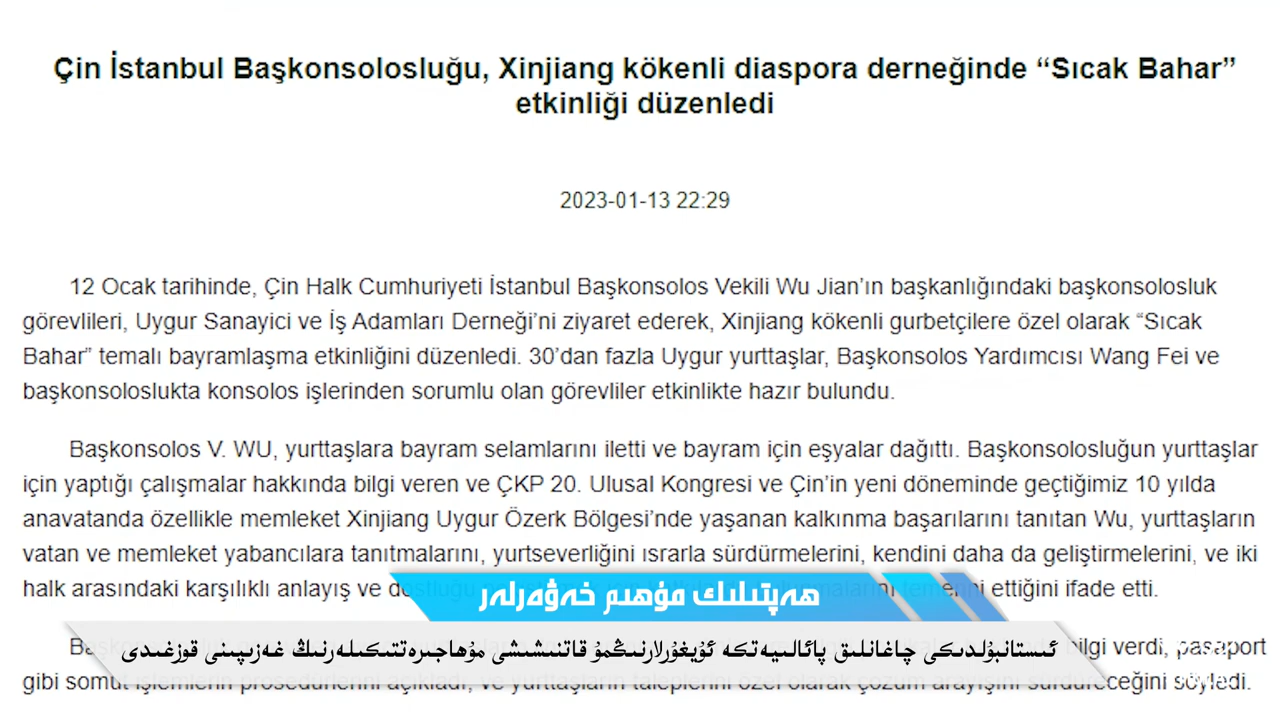 Çin İstanbul Başkonsolosluğu, Xinjiang kökenli diaspora derneğinde “Sıcak Bahar”
etkinliği düzenledi
2023-01-13 22:29
12 Ocak tarihinde, Çin Halk Cumhuriyeti İstanbul Başkonsolos Vekili Wu Jian’ın başkanlığındaki başkonsolosluk
görevlileri, Uygur Sanayici ve İş Adamları Derneği’ni ziyaret ederek, Xinjiang kökenli gurbetçilere özel olarak “Sıcak
Bahar” temalı bayramlaşma etkinliğini düzenledi. 30’dan fazla Uygur yurttaşlar, Başkonsolos Yardımcısı Wang Fei ve
başkonsoloslukta konsolos işlerinden sorumlu olan görevliler etkinlikte hazır bulundu.
Başkonsolos V. WU, yurttaşlara bayram selamlarını iletti ve bayram için eşyalar dağıttı. Başkonsolosluğun yurttaşlar
için yaptığı çalışmalar hakkında bilgi veren ve ÇKP 20. Ulusal Kongresi ve Çin’in yeni döneminde geçtiğimiz 10 yılda
anavatanda özellikle memleket Xinjiang Uygur Özerk Bölgesi’nde yaşanan kalkınma başarılarını tanıtan Wu, yurttaşların
vatan ve memleket yabancılara tanıtmalarını, yurtseverliğini ısrarla sürdürmelerini, kendini daha da geliştirmelerini, ve iki
halk arasındaki karşılıklı anlayış ve temenni ettiğini ifade etti.
ھەپتىلىك مۇھىم خەۋەرلەر
bilgi verdi, pasaport
ئىستانبۇلدىكى چاغانلىق پائالىيەتكە ئۇيغۇرلارنىڭمۇ قاتنىشىشى مۇھاجىرەتتىكىلەرنىڭ غەزىپىنى قوزغىدى
gibi somut işlemlerin prosedürlerini açıkladı, ve yurttaşların taleplerini özel olarak çözüm arayışını sürdüreceğini söyledi.